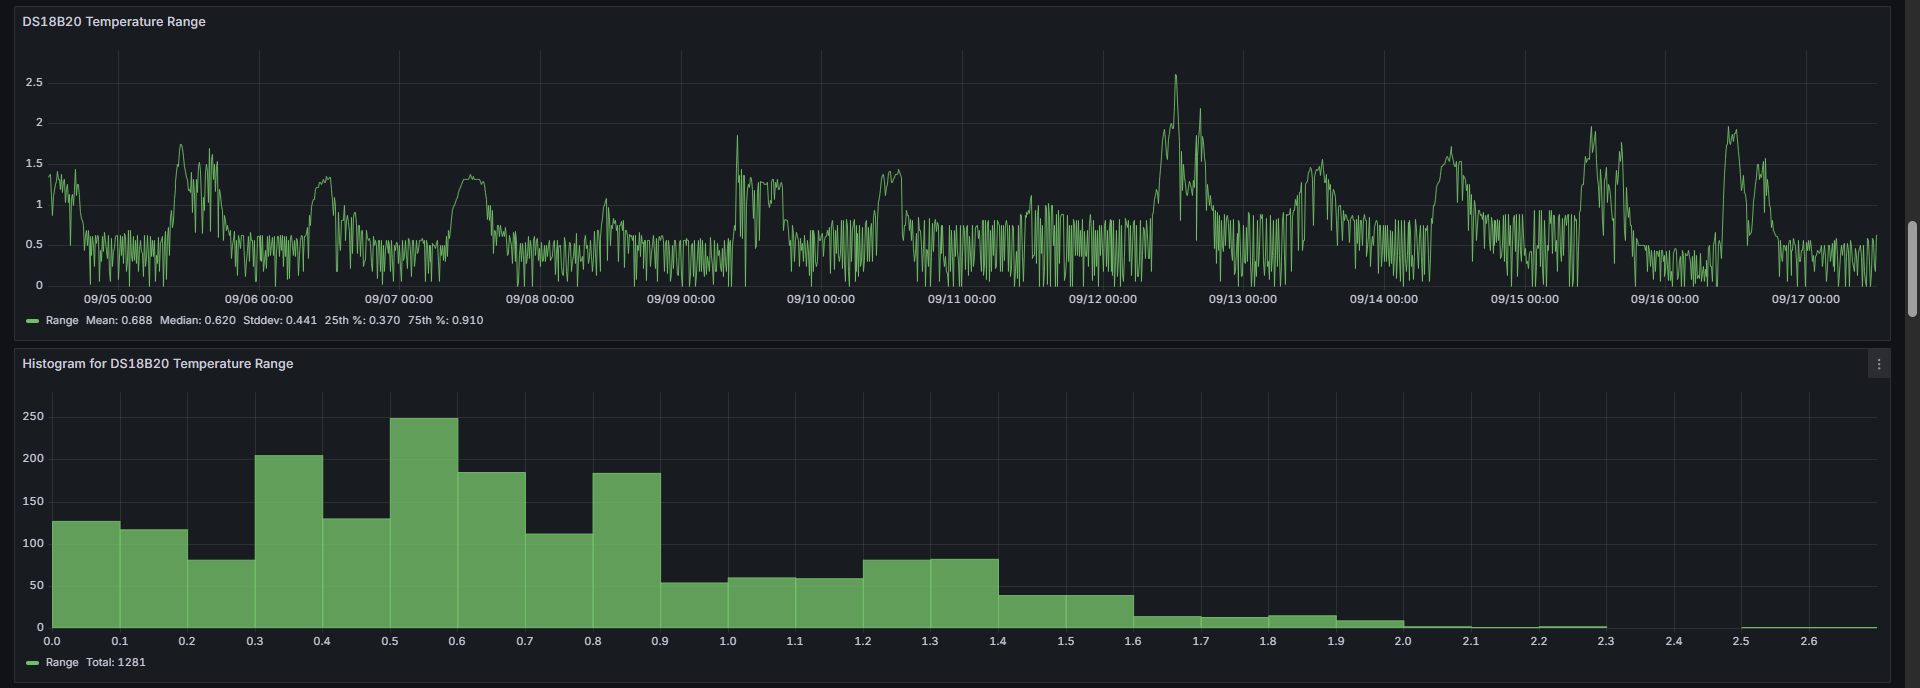 DS18B20 Temperature Range
2.5
2
1.5
1
0.5
0
09/05 00:00 09/06 00:00 09/07 00:00 09/08 00:00 09/09 00:00 09/10 00:00 09/11 00:00 09/12 00:00 09/13 00:00 09/14 00:00 09/15 00:00 09/16 00:00 09/17 00:00
Range Mean: 0.688 Median: 0.620 Stddev: 0.441 25th %: 0.370 75th %: 0.910
Histogram for DS18B20 Temperature Range
250
200
150
100
50
0
0.0 0.1 0.2 0.3 0.4 0.5 0.6 0.7 0.8 0.9 1.0 1.1 1.2 1.3 1.4 1.5 1.6 1.7 1.8 1.9 2.0 2.1 2.2 2.3 2.4 2.5 2.6
Range Total: 1281